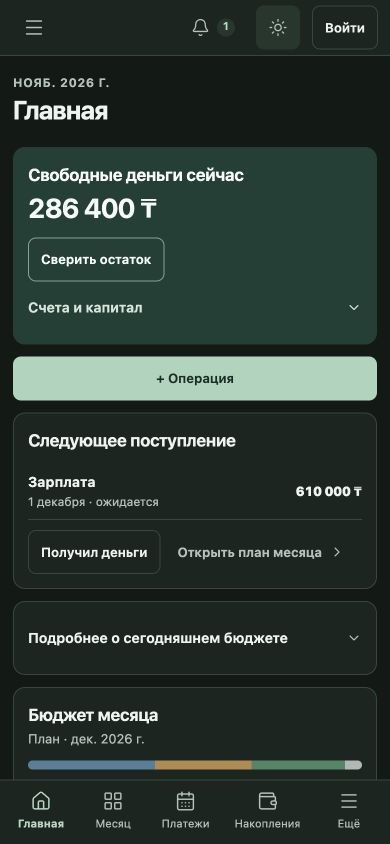 1
Войти
НОЯБ. 2026 Г.
Главная
Свободные деньги сейчас
286 400 ₸
Сверить остаток
Счета и капитал
+ Операция
Следующее поступление
Зарплата
1 декабря · ожидается
610 000 ₸
Получил деньги
Открыть план месяца
Подробнее о сегодняшнем бюджете
Бюджет месяца
План · дек. 2026 г.
Главная
Месяц
Платежи
Накопления
Ещё